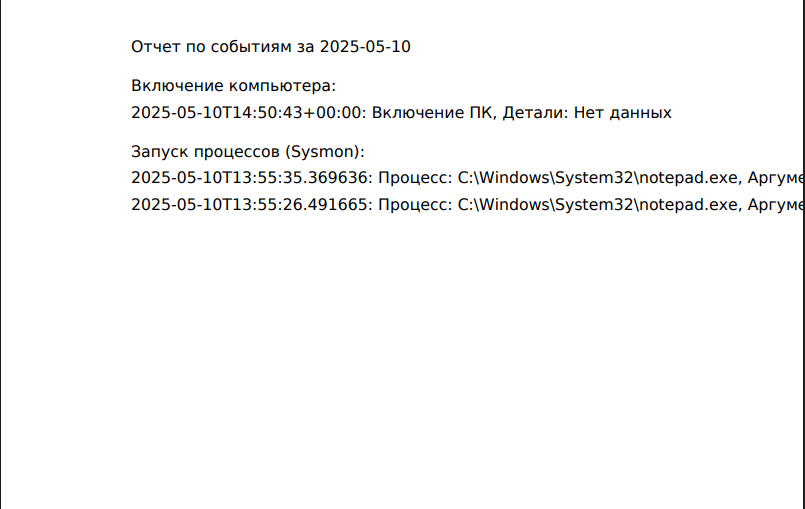 Отчет по событиям за 2025-05-10
Включение компьютера:
2025-05-10T14:50:43+00:00: Включение ПК, Детали: Нет данных
Запуск процессов (Sysmon):
2025-05-10T13:55:35.369636: Процесс: C:\Windows\System32\notepad.exe, Аргуме
2025-05-10T13:55:26.491665: Процесс: C:\Windows\System32\notepad.exe, Аргуме